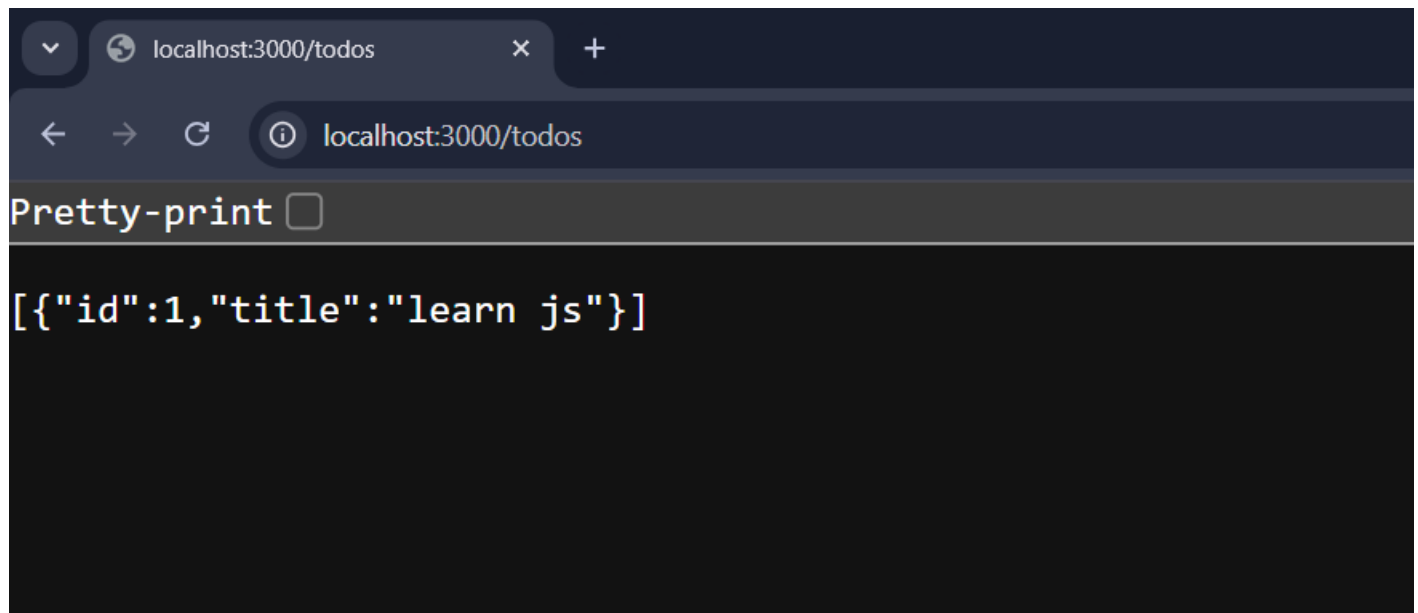 localhost:3000/todos
localhost:3000/todos
Pretty-print
[{"id":1,"title":"learn js"}]